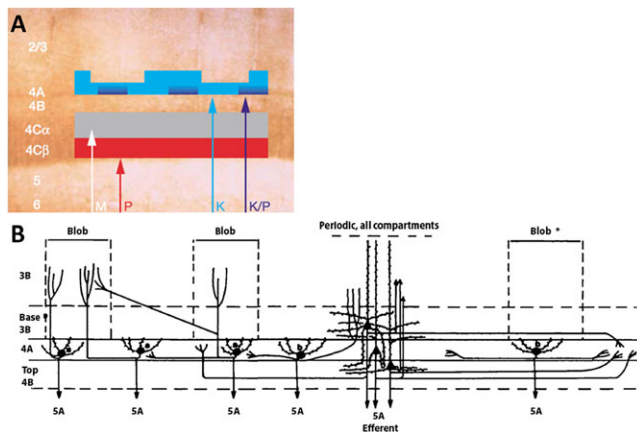 A
2/3
4A
4B
4Cα
4Cβ
5
6
M
P
K
K/P
B
Blob
Blob
Periodic, all compartments
Blob *
3B
Base
3B
4A
Top
4B
5A
5A
5A
5A
5A
5A
Efferent